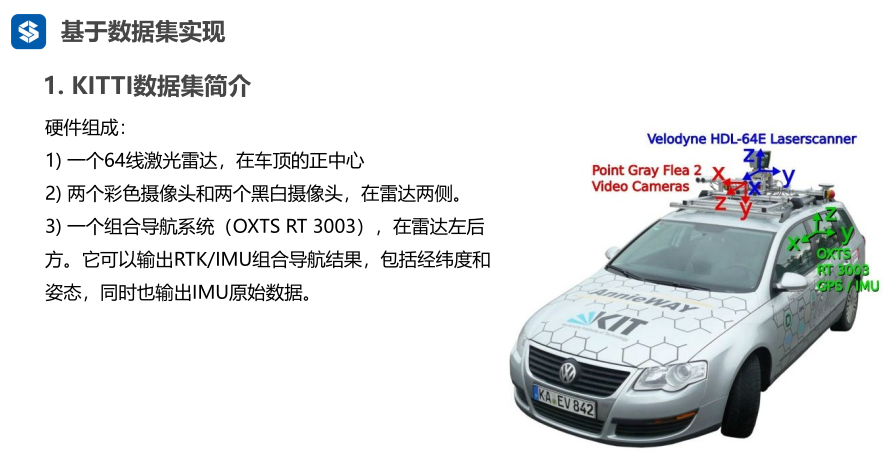 基于数据集实现
1. KITTI数据集简介
硬件组成：
1) 一个64线激光雷达，在车顶的正中心
2) 两个彩色摄像头和两个黑白摄像头，在雷达两侧。
3) 一个组合导航系统（OXTS RT 3003），在雷达左后
方。它可以输出RTK/IMU组合导航结果，包括经纬度和
姿态，同时也输出IMU原始数据。
Velodyne HDL-64E Laserscanner
z
y
x
Point Gray Flea 2
Video Cameras
x
z
y
z
x
y
OXTS
RT 3003
GPS / IMU
AnnieWAY
KIT
KA EV 842